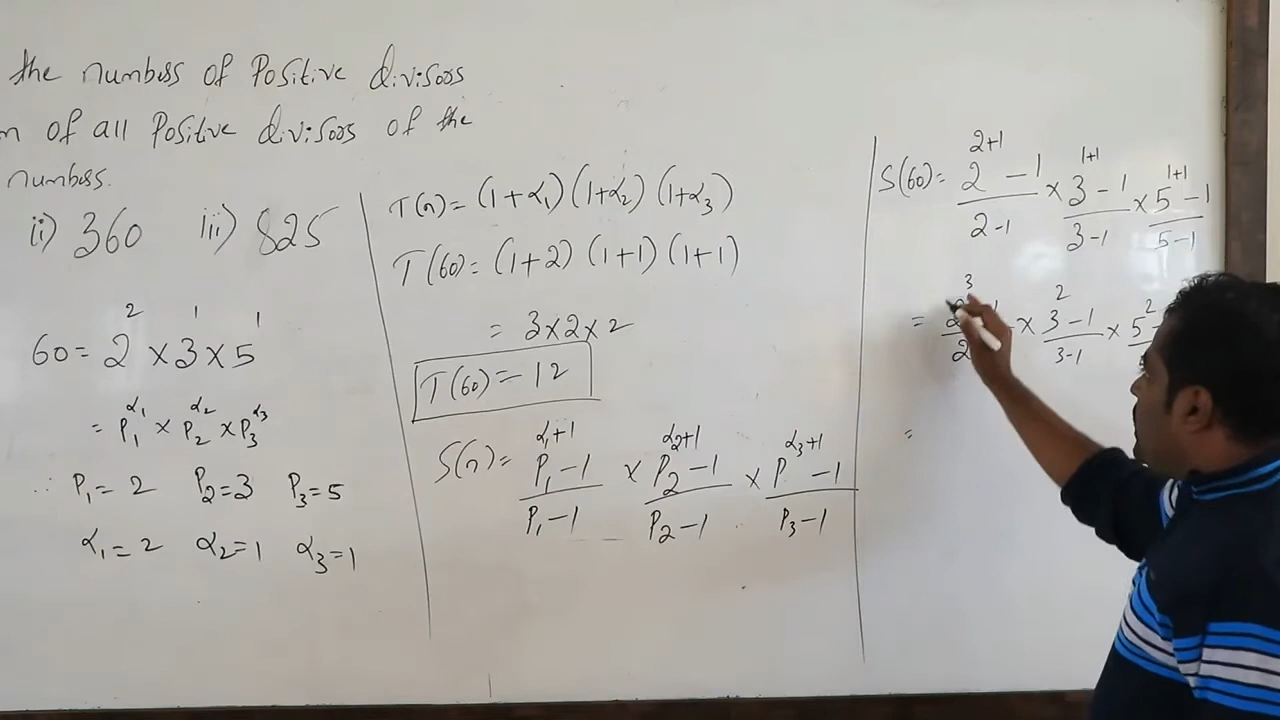 the numbers of Positive divisors
n of all Positive divisors of the
numbers.
ii) 360 iii) 825
60 = 2² × 3¹ × 5¹
= P₁^α₁ × P₂^α₂ × P₃^α₃
∴ P₁ = 2 P₂ = 3 P₃ = 5
α₁ = 2 α₂ = 1 α₃ = 1
T(n) = (1+α₁) (1+α₂) (1+α₃)
T(60) = (1+2) (1+1) (1+1)
= 3×2×2
T(60) = 12
S(n) = P₁^(α₁+1) - 1 / P₁ - 1 × P₂^(α₂+1) - 1 / P₂ - 1 × P^(α₃+1) - 1 / P₃ - 1
S(60) = 2^(2+1) - 1 / 2-1 × 3^(1+1) - 1 / 3-1 × 5^(1+1) - 1 / 5-1
= 2³ 1 / 2 × 3² - 1 / 3-1 × 5²
=